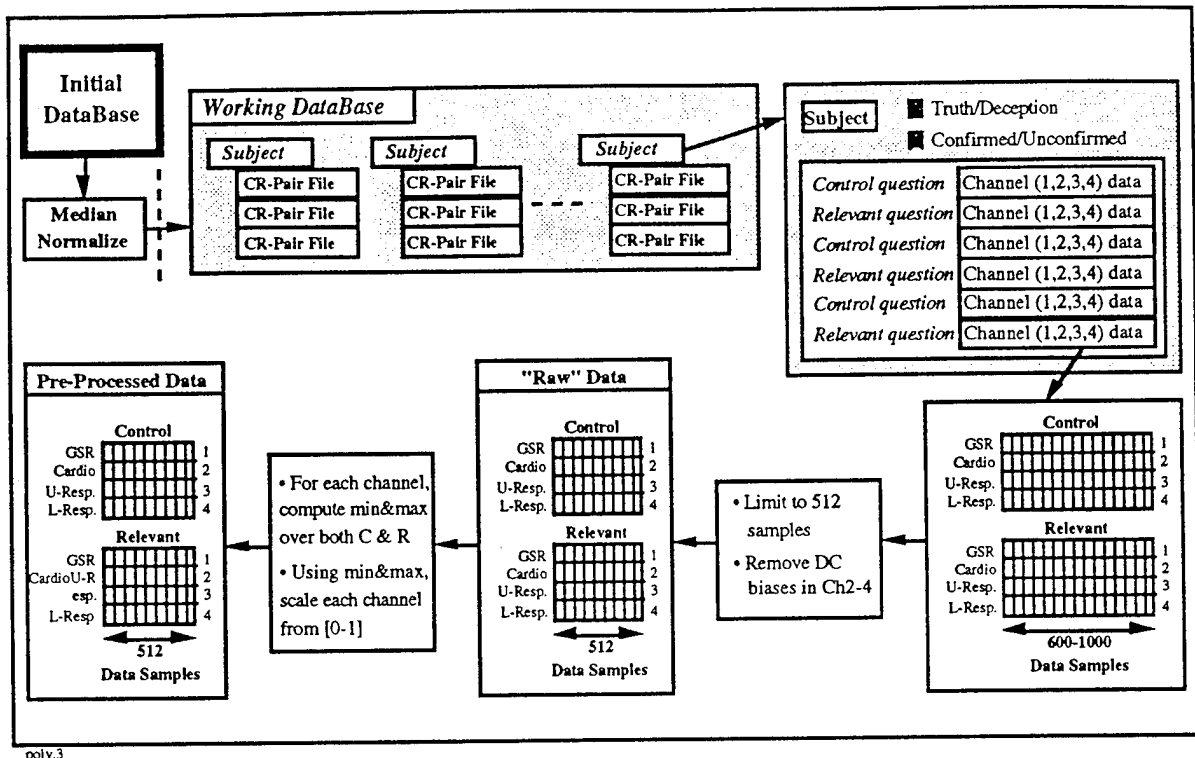 Initial
DataBase
Median
Normalize
Working DataBase
Subject
CR-Pair File
CR-Pair File
CR-Pair File
Subject
CR-Pair File
CR-Pair File
CR-Pair File
Subject
CR-Pair File
CR-Pair File
CR-Pair File
Subject
Truth/Deception
Confirmed/Unconfirmed
Control question Channel (1,2,3,4) data
Relevant question Channel (1,2,3,4) data
Control question Channel (1,2,3,4) data
Relevant question Channel (1,2,3,4) data
Control question Channel (1,2,3,4) data
Relevant question Channel (1,2,3,4) data
Pre-Processed Data
Control
GSR 1
Cardio 2
U-Resp. 3
L-Resp. 4
Relevant
GSR 1
CardioU-R 2
esp. 3
L-Resp 4
512
Data Samples
• For each channel,
compute min&max
over both C & R
• Using min&max,
scale each channel
from [0-1]
"Raw" Data
Control
GSR 1
Cardio 2
U-Resp. 3
L-Resp. 4
Relevant
GSR 1
Cardio 2
U-Resp. 3
L-Resp. 4
512
Data Samples
• Limit to 512
samples
• Remove DC
biases in Ch2-4
Control
GSR 1
Cardio 2
U-Resp. 3
L-Resp. 4
Relevant
GSR 1
Cardio 2
U-Resp. 3
L-Resp. 4
600-1000
Data Samples
poly.3